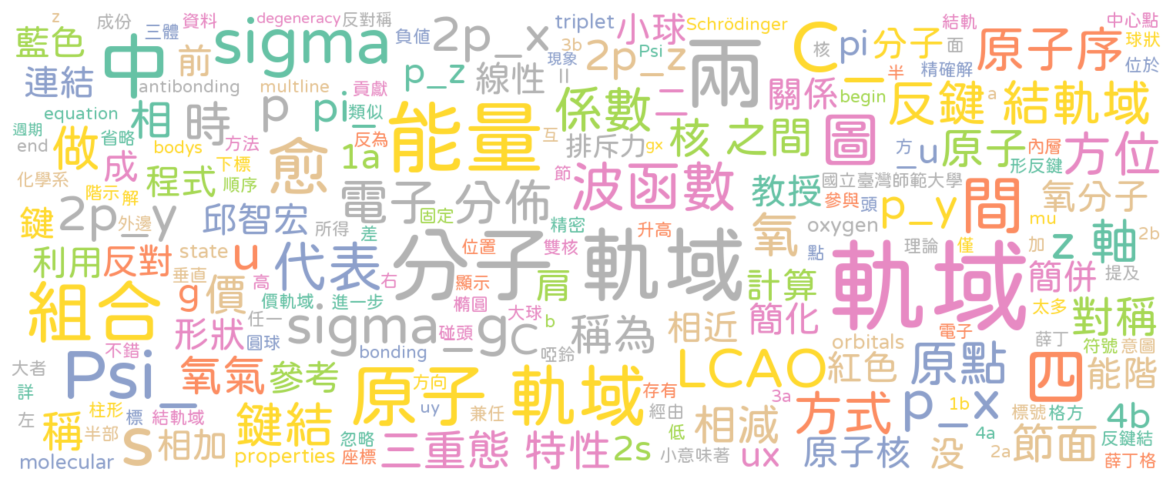 z 成份 degeneracy 反對稱 triplet Schrödinger 結軌 中心點
藍色 中 三體 資料 sigma 負値 2p_x 現象 3b Psi 小球 C_ 核 pi_ 分子 面 原子序 球狀
連結 前 antibonding multline 貢獻 p_z 線性 II 2p_z 兩 半 精確解 位於
equation 相 時 p pi_ 類似 能量 係數 二 關係 begin 反鍵 a 結軌域
週期 end 省略 做 bodys 方法 愈 1a 互 排斥力 gx 核 之間 圖 方_u 原子 內層 形反鍵 方位
化學系 階示 成 下標 解 順序 程式 節 波函數 教授 國立臺灣師範大學 參與 頭 p_y 間 氧分子
鍵 2p_y 外邊 邱智宏 所得 電子 分佈 固定 差 精密 雙核 升高 氧 oxygen 點 理論 僅 加 mu z 軸 2b
利用 反對 垂直 state u 高 代表 右 分子 軌域 位置 顯示 肩 計算 軌域 簡併 提及 太多
組合 g 價 價軌域 進一步 任一 橢圓 大球 b
形狀 不錯 圓球 sigma_g 碰頭 C 啞鈴 稱為 相近 簡化 orbitals 電子 薛丁 對稱 符號 意圖
大者 詳 Psi_ 氧氣 參考 bonding uy 原子 軌域 存有 LCAO 紅色 原點 四 能階
左 稱 柱形 半部 標 S 結軌域 相加 鍵結 方向 兼任 低 經由 相減 3a ux 方式 1b p_x 標號 格方 4a 4b
molecular properties 忽略 座標 三重態 特性 2s 小意味著 原子核 没 2a 節面 反鍵結 薛丁格